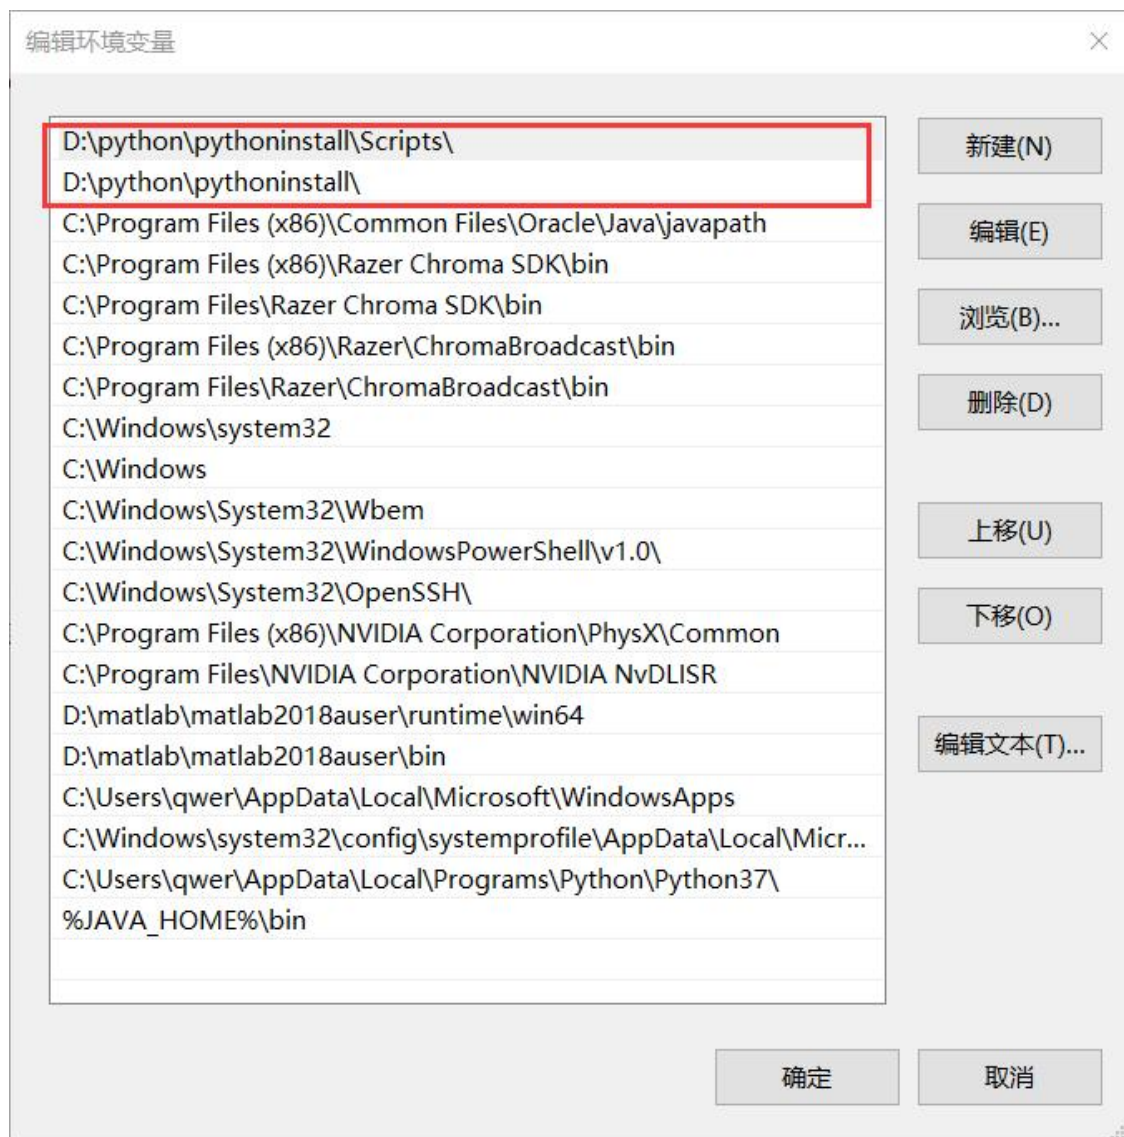 编辑环境变量
D:\python\pythoninstall\Scripts\
D:\python\pythoninstall\
C:\Program Files (x86)\Common Files\Oracle\Java\javapath
C:\Program Files (x86)\Razer Chroma SDK\bin
C:\Program Files\Razer Chroma SDK\bin
C:\Program Files (x86)\Razer\ChromaBroadcast\bin
C:\Program Files\Razer\ChromaBroadcast\bin
C:\Windows\system32
C:\Windows
C:\Windows\System32\Wbem
C:\Windows\System32\WindowsPowerShell\v1.0\
C:\Windows\System32\OpenSSH\
C:\Program Files (x86)\NVIDIA Corporation\PhysX\Common
C:\Program Files\NVIDIA Corporation\NVIDIA NvDLISR
D:\matlab\matlab2018auser\runtime\win64
D:\matlab\matlab2018auser\bin
C:\Users\qwer\AppData\Local\Microsoft\WindowsApps
C:\Windows\system32\config\systemprofile\AppData\Local\Micr...
C:\Users\qwer\AppData\Local\Programs\Python\Python37\
%JAVA_HOME%\bin
新建(N)
编辑(E)
浏览(B)...
删除(D)
上移(U)
下移(O)
编辑文本(T)...
确定
取消